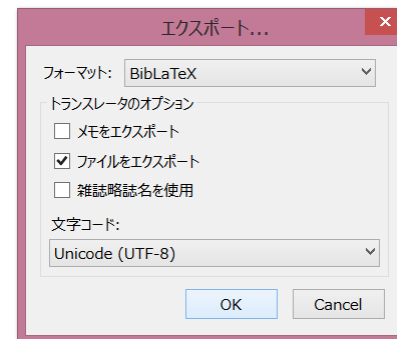 エクスポート...
フォーマット: BibLaTeX
トランスレータのオプション
メモをエクスポート
ファイルをエクスポート
雑誌略誌名を使用
文字コード:
Unicode (UTF-8)
OK Cancel